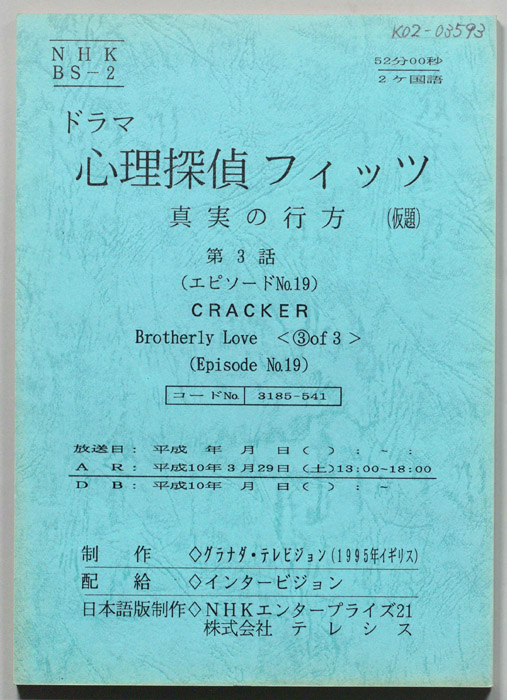 K02-03593
NHK
BS-2
52分00秒
2ヶ国語
ドラマ
心理探偵フィッツ
真実の行方 (仮題)
第3話
(エピソードNo.19)
CRACKER
Brotherly Love <③of3>
(Episode No.19)
コードNo. 3185-541
放送日: 平成 年 月 日( ) : ~ :
A R: 平成10年3月29日(土)13:00~18:00
D B: 平成10年 月 日( ) : ~
制 作 ◇グラナダ・テレビジョン(1995年イギリス)
配 給 ◇インタービジョン
日本語版制作◇NHKエンタープライズ21
株式会社 テレシス